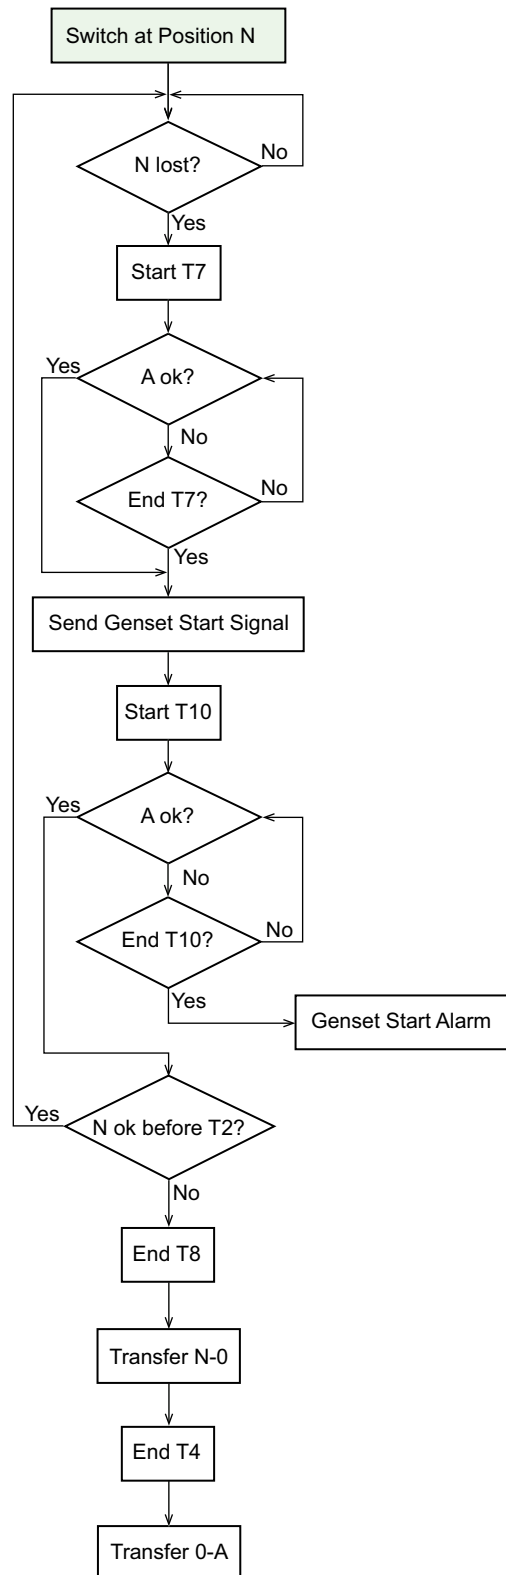 Switch at Position N
N lost?
No
Yes
Start T7
Yes
A ok?
No
End T7?
No
Yes
Send Genset Start Signal
Start T10
Yes
A ok?
No
End T10?
No
Yes
Genset Start Alarm
Yes
N ok before T2?
No
End T8
Transfer N-0
End T4
Transfer 0-A